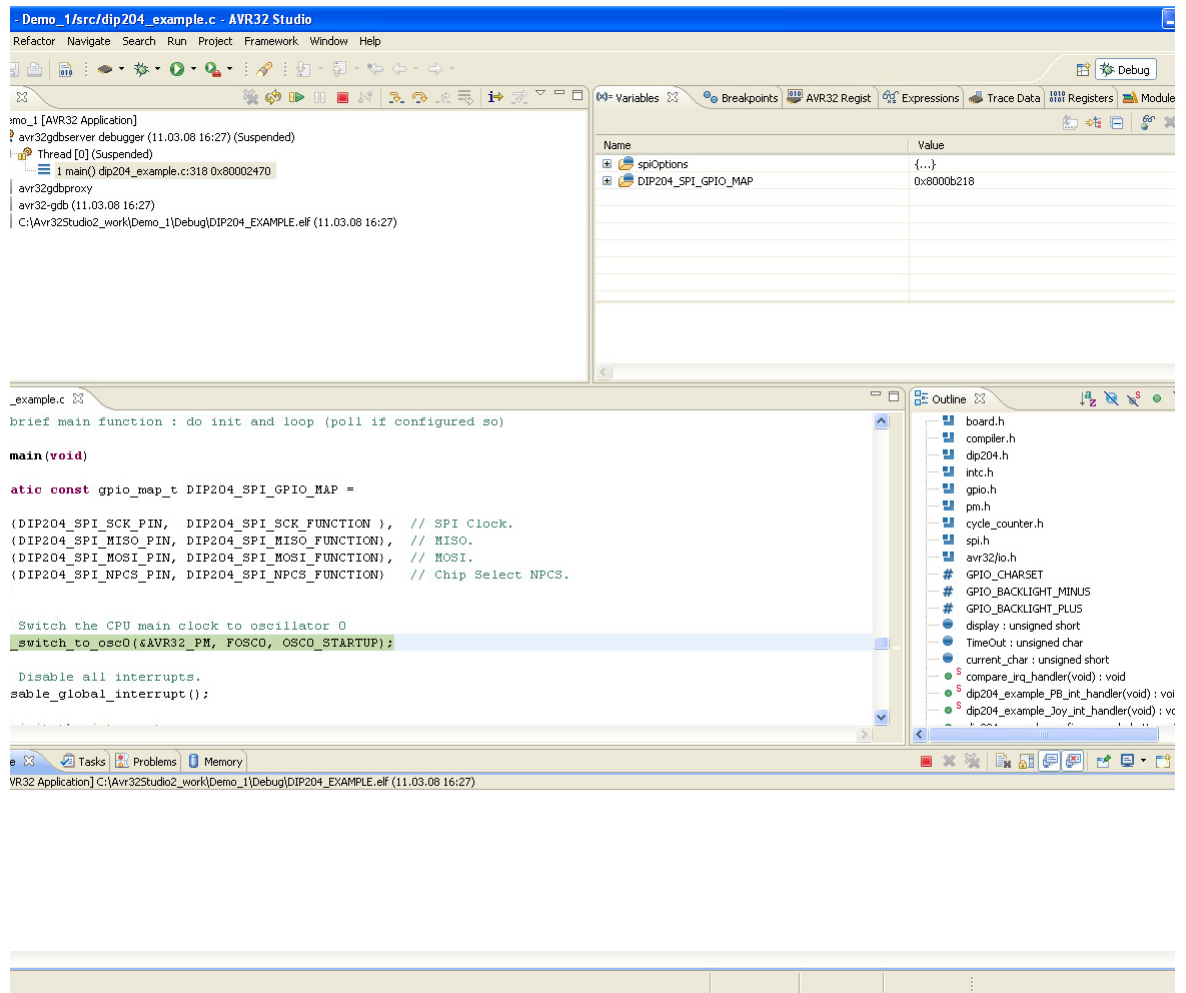 - Demo_1/src/dip204_example.c - AVR32 Studio
Refactor Navigate Search Run Project Framework Window Help
Debug
(x)= Variables Breakpoints AVR32 Regist Expressions Trace Data Registers Module
emo_1 [AVR32 Application]
avr32gdbserver debugger (11.03.08 16:27) (Suspended)
Thread [0] (Suspended)
1 main() dip204_example.c:318 0x80002470
avr32gdbproxy
avr32-gdb (11.03.08 16:27)
C:\Avr32Studio2_work\Demo_1\Debug\DIP204_EXAMPLE.elf (11.03.08 16:27)
Name Value
spiOptions {...}
DIP204_SPI_GPIO_MAP 0x8000b218
_example.c
brief main function : do init and loop (poll if configured so)
main(void)
atic const gpio_map_t DIP204_SPI_GPIO_MAP =
{DIP204_SPI_SCK_PIN, DIP204_SPI_SCK_FUNCTION ), // SPI Clock.
{DIP204_SPI_MISO_PIN, DIP204_SPI_MISO_FUNCTION}, // MISO.
{DIP204_SPI_MOSI_PIN, DIP204_SPI_MOSI_FUNCTION}, // MOSI.
{DIP204_SPI_NPCS_PIN, DIP204_SPI_NPCS_FUNCTION} // Chip Select NPCS.
Switch the CPU main clock to oscillator 0
_switch_to_osc0(&AVR32_PM, FOSC0, OSC0_STARTUP);
Disable all interrupts.
sable_global_interrupt();
Outline
board.h
compiler.h
dip204.h
intc.h
gpio.h
pm.h
cycle_counter.h
spi.h
avr32/io.h
# GPIO_CHARSET
# GPIO_BACKLIGHT_MINUS
# GPIO_BACKLIGHT_PLUS
display : unsigned short
TimeOut : unsigned char
current_char : unsigned short
compare_irq_handler(void) : void
dip204_example_PB_int_handler(void) : voi
dip204_example_Joy_int_handler(void) : vo
e Tasks Problems Memory
VR32 Application] C:\Avr32Studio2_work\Demo_1\Debug\DIP204_EXAMPLE.elf (11.03.08 16:27)